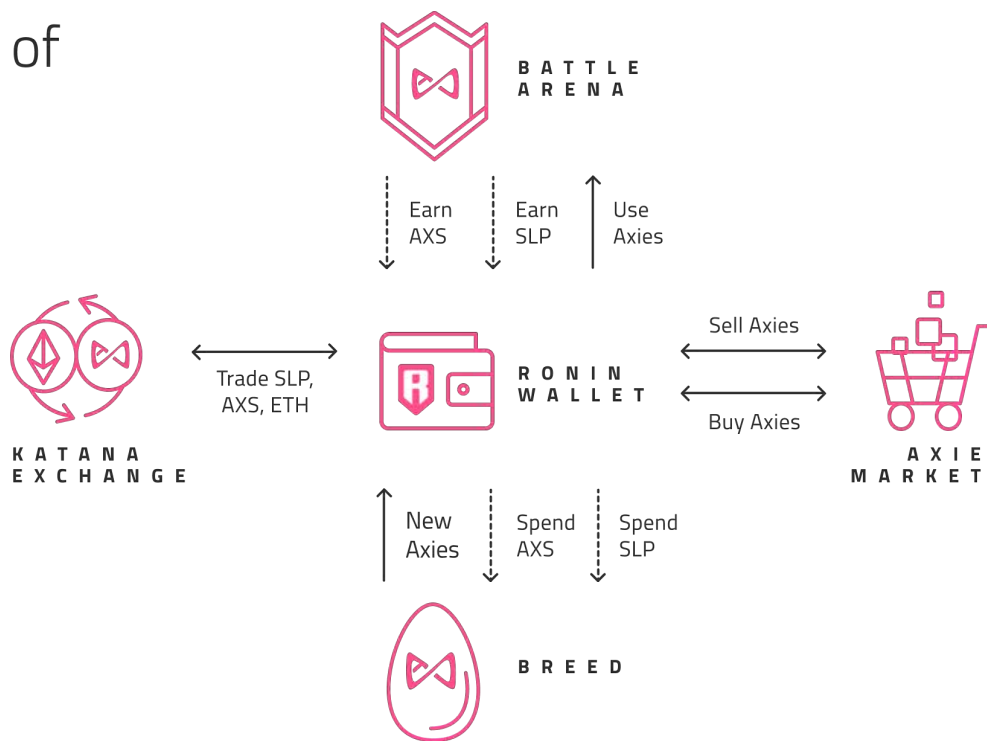 of
BATTLE
ARENA
Earn
AXS
Earn
SLP
Use
Axies
Trade SLP,
AXS, ETH
KATANA
EXCHANGE
R
RONIN
WALLET
Sell Axies
Buy Axies
AXIE
MARKET
New
Axies
Spend
AXS
Spend
SLP
BREED